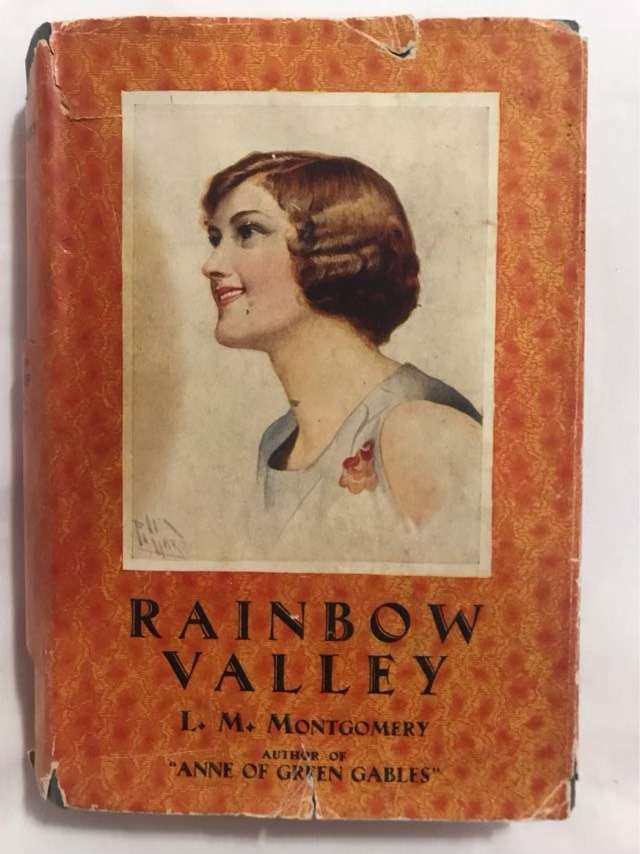 RAINBOW
VALLEY
L. M. MONTGOMERY
AUTHOR OF
"ANNE OF GREEN GABLES"